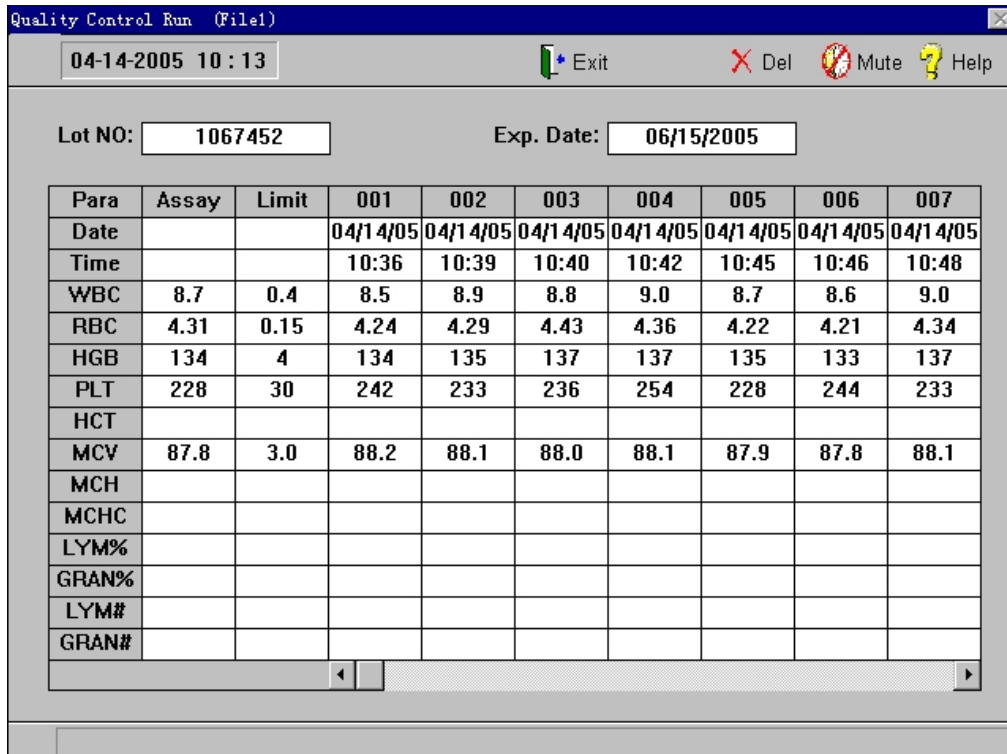 Quality Control Run (File1)
04-14-2005 10 : 13 Exit Del Mute Help
Lot NO: 1067452 Exp. Date: 06/15/2005
Para Assay Limit 001 002 003 004 005 006 007
Date 04/14/05 04/14/05 04/14/05 04/14/05 04/14/05 04/14/05 04/14/05
Time 10:36 10:39 10:40 10:42 10:45 10:46 10:48
WBC 8.7 0.4 8.5 8.9 8.8 9.0 8.7 8.6 9.0
RBC 4.31 0.15 4.24 4.29 4.43 4.36 4.22 4.21 4.34
HGB 134 4 134 135 137 137 135 133 137
PLT 228 30 242 233 236 254 228 244 233
HCT
MCV 87.8 3.0 88.2 88.1 88.0 88.1 87.9 87.8 88.1
MCH
MCHC
LYM%
GRAN%
LYM#
GRAN#